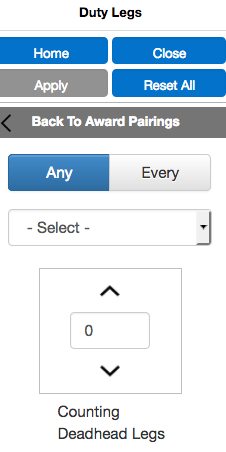 Duty Legs
Home Close
Apply Reset All
Back To Award Pairings
Any Every
- Select -
0
Counting
Deadhead Legs